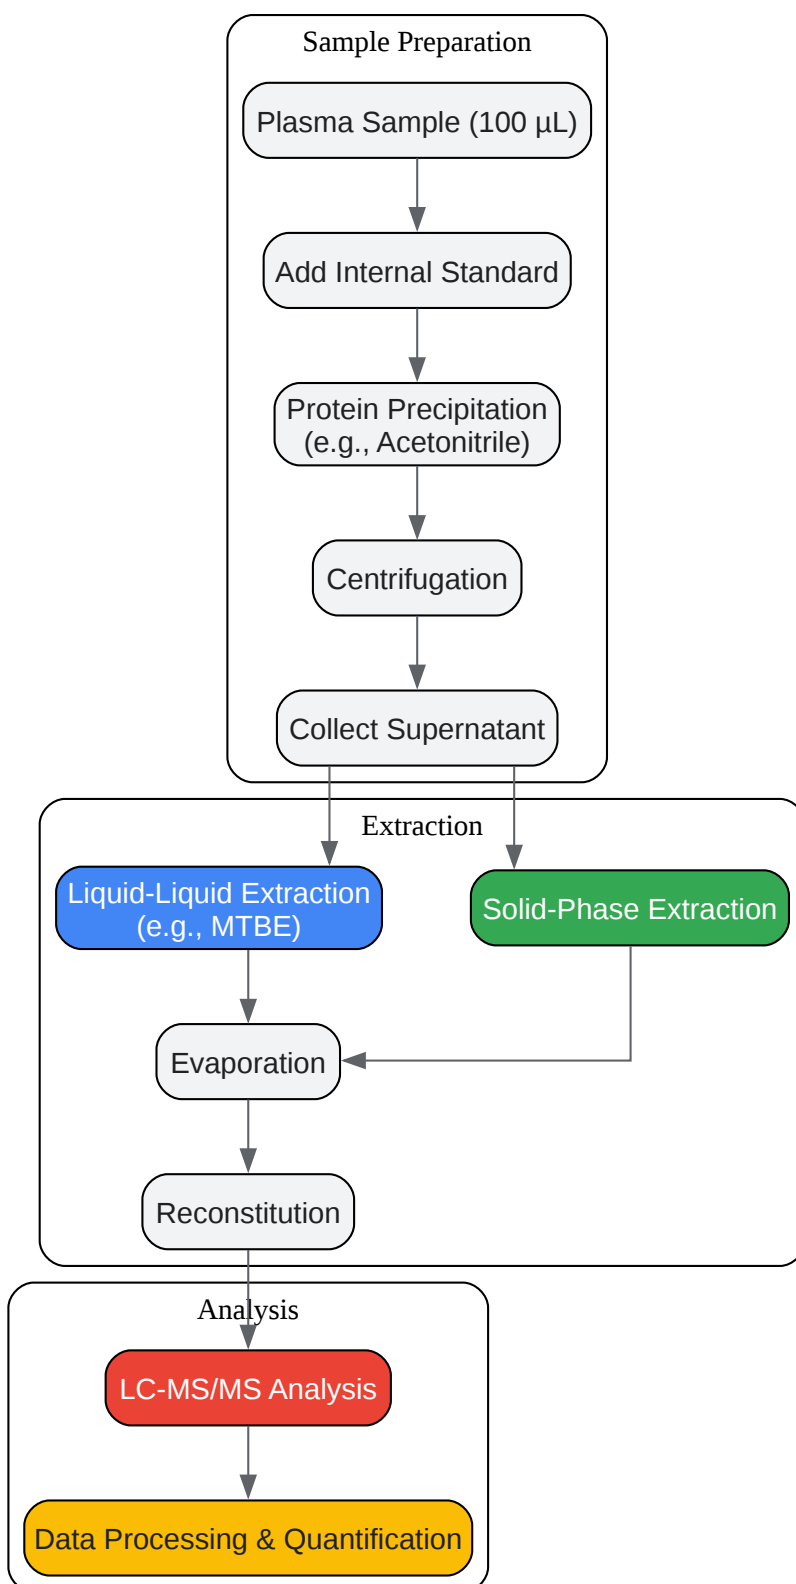 Sample Preparation
Plasma Sample (100 µL)
Add Internal Standard
Protein Precipitation
(e.g., Acetonitrile)
Centrifugation
Collect Supernatant
Extraction
Liquid-Liquid Extraction
(e.g., MTBE)
Solid-Phase Extraction
Evaporation
Reconstitution
Analysis
LC-MS/MS Analysis
Data Processing & Quantification